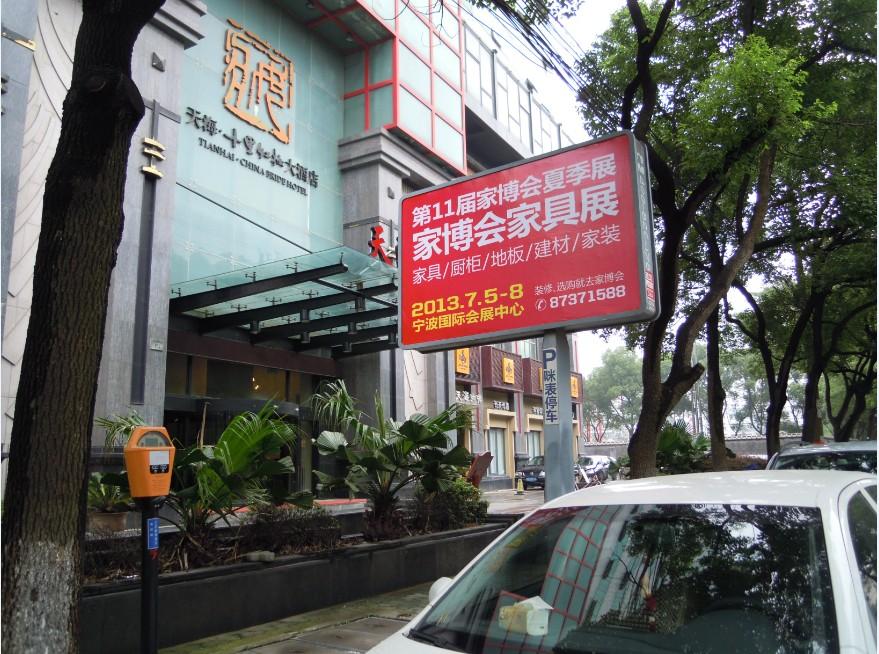 天海·十里红妆大酒店
TIANHAI·CHINA PRIDE HOTEL
天
第11届家博会夏季展
家博会家具展
家具/厨柜/地板/建材/家装
2013.7.5-8
宁波国际会展中心
装修、选购就去家博会
87371588
P
咪表停车